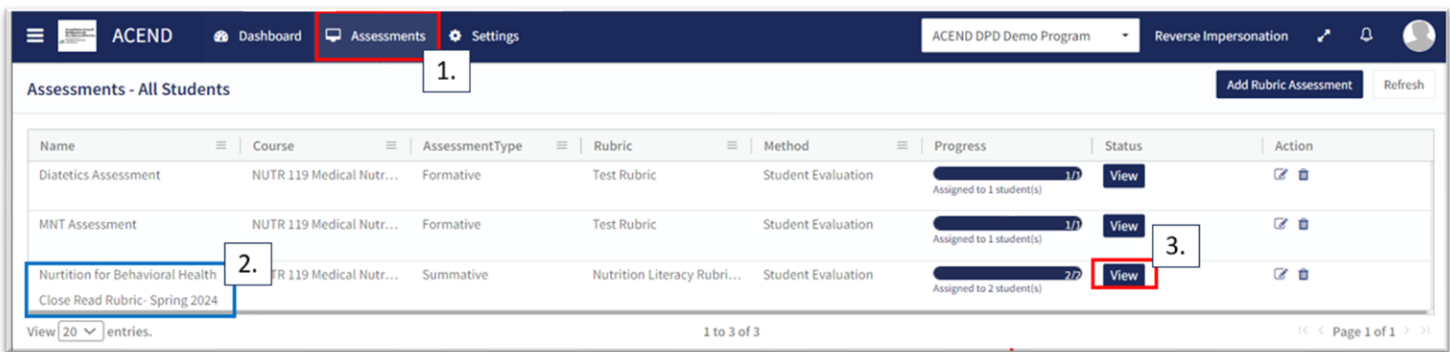 ACEND Dashboard Assessments Settings ACEND DPD Demo Program Reverse Impersonation
1.
Assessments - All Students Add Rubric Assessment Refresh
Name Course AssessmentType Rubric Method Progress Status Action
Diatetics Assessment NUTR 119 Medical Nutr... Formative Test Rubric Student Evaluation 1/1 View
Assigned to 1 student(s)
MNT Assessment NUTR 119 Medical Nutr... Formative Test Rubric Student Evaluation 1/1 View
Assigned to 1 student(s)
2. 3.
Nurtition for Behavioral Health TR 119 Medical Nutr... Summative Nutrition Literacy Rubri... Student Evaluation 2/2 View
Close Read Rubric- Spring 2024 Assigned to 2 student(s)
View 20 entries. 1 to 3 of 3 Page 1 of 1